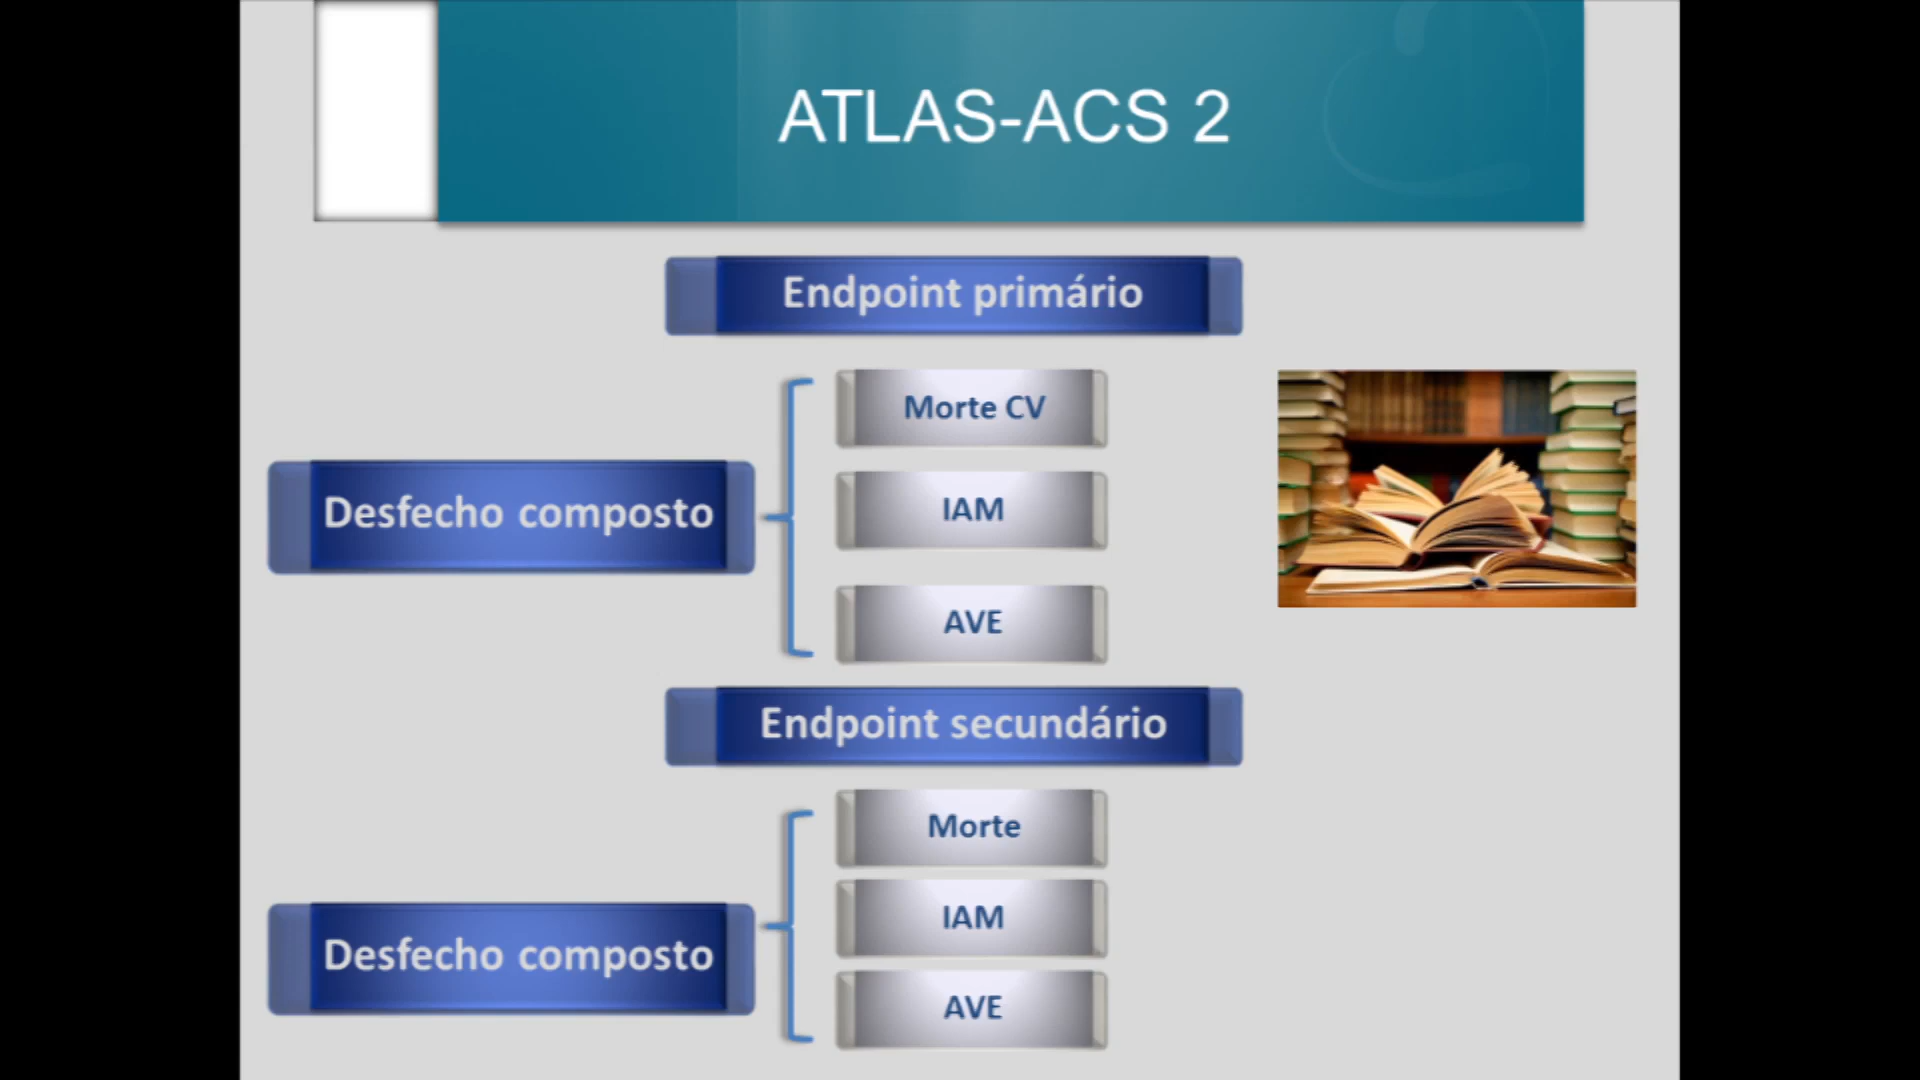 ATLAS-ACS 2
Endpoint primário
Desfecho composto
Morte CV
IAM
AVE
Endpoint secundário
Desfecho composto
Morte
IAM
AVE